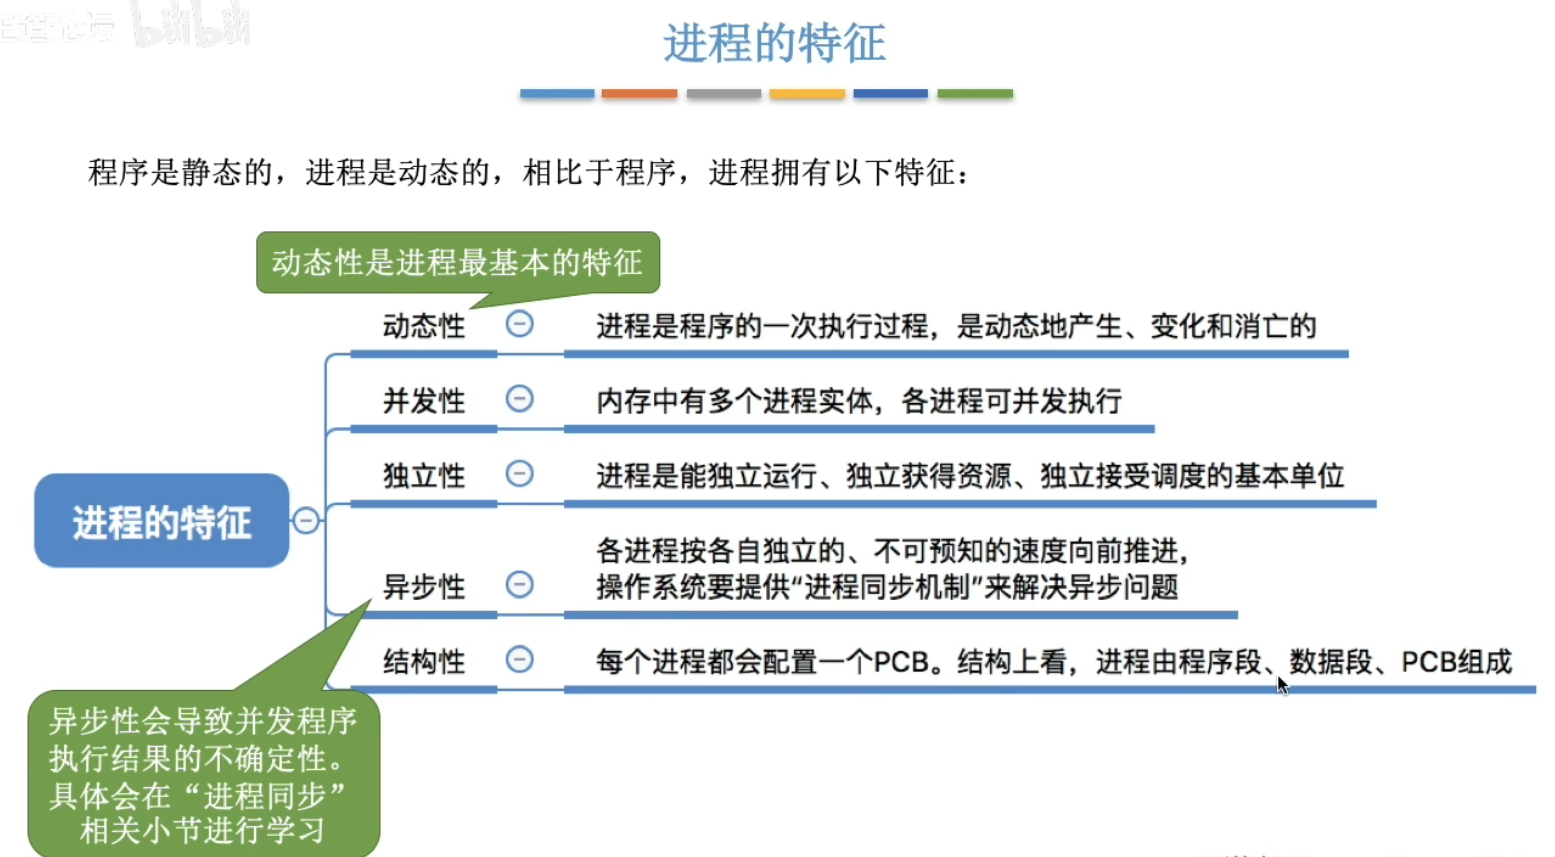 王道论坛 bilibili
进程的特征
程序是静态的，进程是动态的，相比于程序，进程拥有以下特征：
动态性是进程最基本的特征
动态性 进程是程序的一次执行过程，是动态地产生、变化和消亡的
并发性 内存中有多个进程实体，各进程可并发执行
独立性 进程是能独立运行、独立获得资源、独立接受调度的基本单位
进程的特征
各进程按各自独立的、不可预知的速度向前推进，
异步性 操作系统要提供“进程同步机制”来解决异步问题
结构性 每个进程都会配置一个PCB。结构上看，进程由程序段、数据段、PCB组成
异步性会导致并发程序
执行结果的不确定性。
具体会在“进程同步”
相关小节进行学习